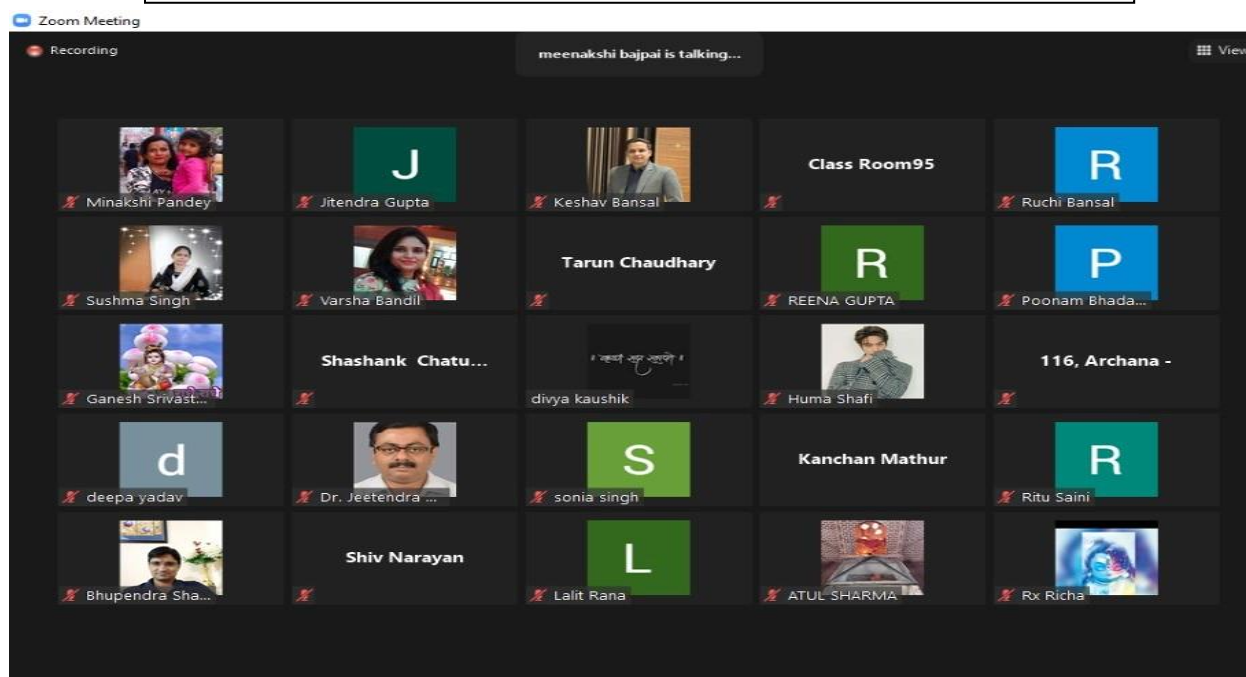 Zoom Meeting
Recording
meenakshi bajpai is talking...
View
Minakshi Pandey
J
Jitendra Gupta
Keshav Bansal
Class Room95
R
Ruchi Bansal
Sushma Singh
Varsha Bandil
Tarun Chaudhary
R
REENA GUPTA
P
Poonam Bhada...
Ganesh Srivast...
Shashank Chatu...
divya kaushik
Huma Shafi
116, Archana -
d
deepa yadav
Dr. Jeetendra ...
S
sonia singh
Kanchan Mathur
R
Ritu Saini
Bhupendra Sha...
Shiv Narayan
L
Lalit Rana
ATUL SHARMA
Rx Richa